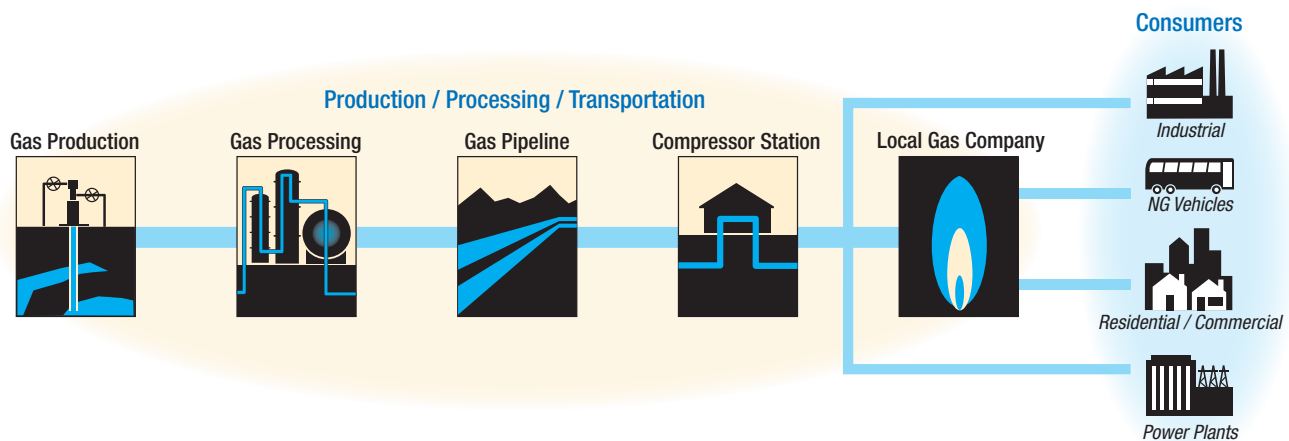 Consumers
Production / Processing / Transportation
Gas Production
Gas Processing
Gas Pipeline
Compressor Station
Local Gas Company
Industrial
NG Vehicles
Residential / Commercial
Power Plants